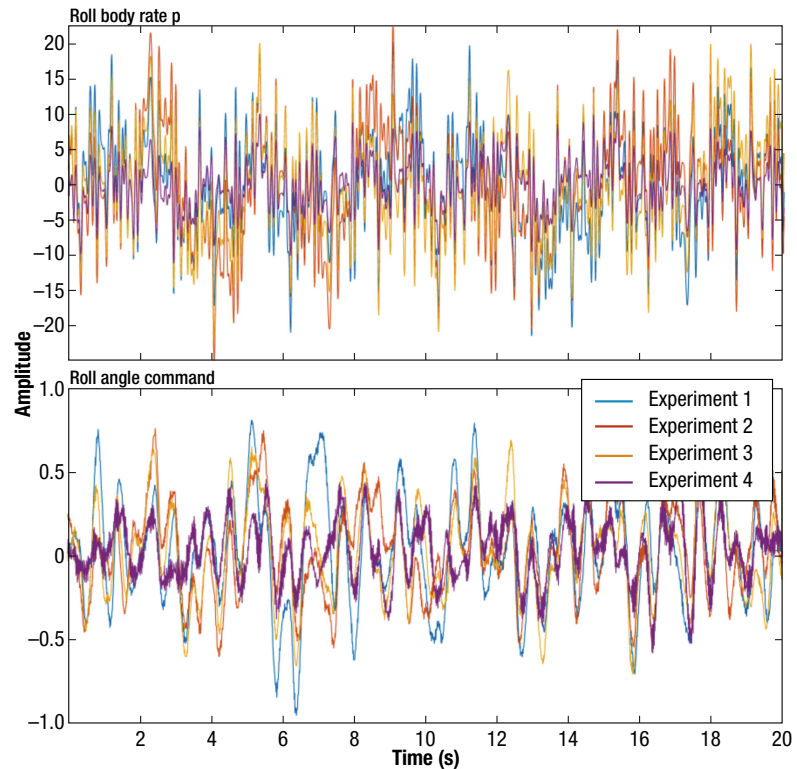 Roll body rate p
20
15
10
5
0
−5
−10
−15
−20
Amplitude
Roll angle command
1.0
0.5
0
−0.5
−1.0
Experiment 1
Experiment 2
Experiment 3
Experiment 4
2 4 6 8 10 12 14 16 18 20
Time (s)